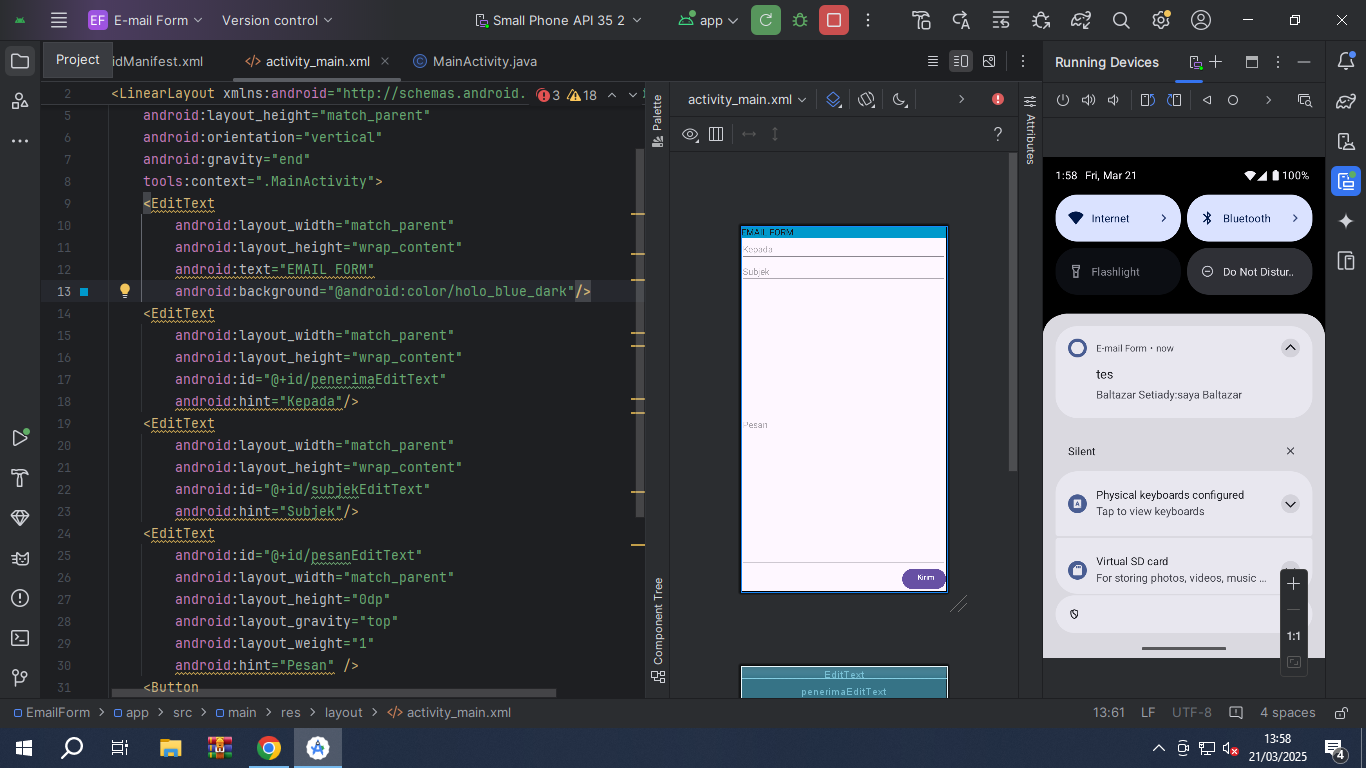 EF E-mail Form Version control Small Phone API 35 2 app
Project
idManifest.xml activity_main.xml MainActivity.java
2 <LinearLayout xmlns:android="http://schemas.android. 3 18
5 android:layout_height="match_parent"
6 android:orientation="vertical"
7 android:gravity="end"
8 tools:context=".MainActivity">
9 <EditText
10 android:layout_width="match_parent"
11 android:layout_height="wrap_content"
12 android:text="EMAIL FORM"
13 android:background="@android:color/holo_blue_dark"/>
14 <EditText
15 android:layout_width="match_parent"
16 android:layout_height="wrap_content"
17 android:id="@+id/penerimaEditText"
18 android:hint="Kepada"/>
19 <EditText
20 android:layout_width="match_parent"
21 android:layout_height="wrap_content"
22 android:id="@+id/subjekEditText"
23 android:hint="Subjek"/>
24 <EditText
25 android:id="@+id/pesanEditText"
26 android:layout_width="match_parent"
27 android:layout_height="0dp"
28 android:layout_gravity="top"
29 android:layout_weight="1"
30 android:hint="Pesan" />
31 <Button
Palette
Component Tree
activity_main.xml
?
Attributes
EMAIL FORM
Kepada
Subjek
Pesan
Kirim
EditText
penerimaEditText
Running Devices
1:58 Fri, Mar 21 100%
Internet Bluetooth
Flashlight Do Not Distur..
E-mail Form • now
tes
Baltazar Setiady:saya Baltazar
Silent
Physical keyboards configured
Tap to view keyboards
Virtual SD card
For storing photos, videos, music ...
1:1
EmailForm > app > src > main > res > layout > activity_main.xml
13:61 LF UTF-8 4 spaces
13:58
21/03/2025
4